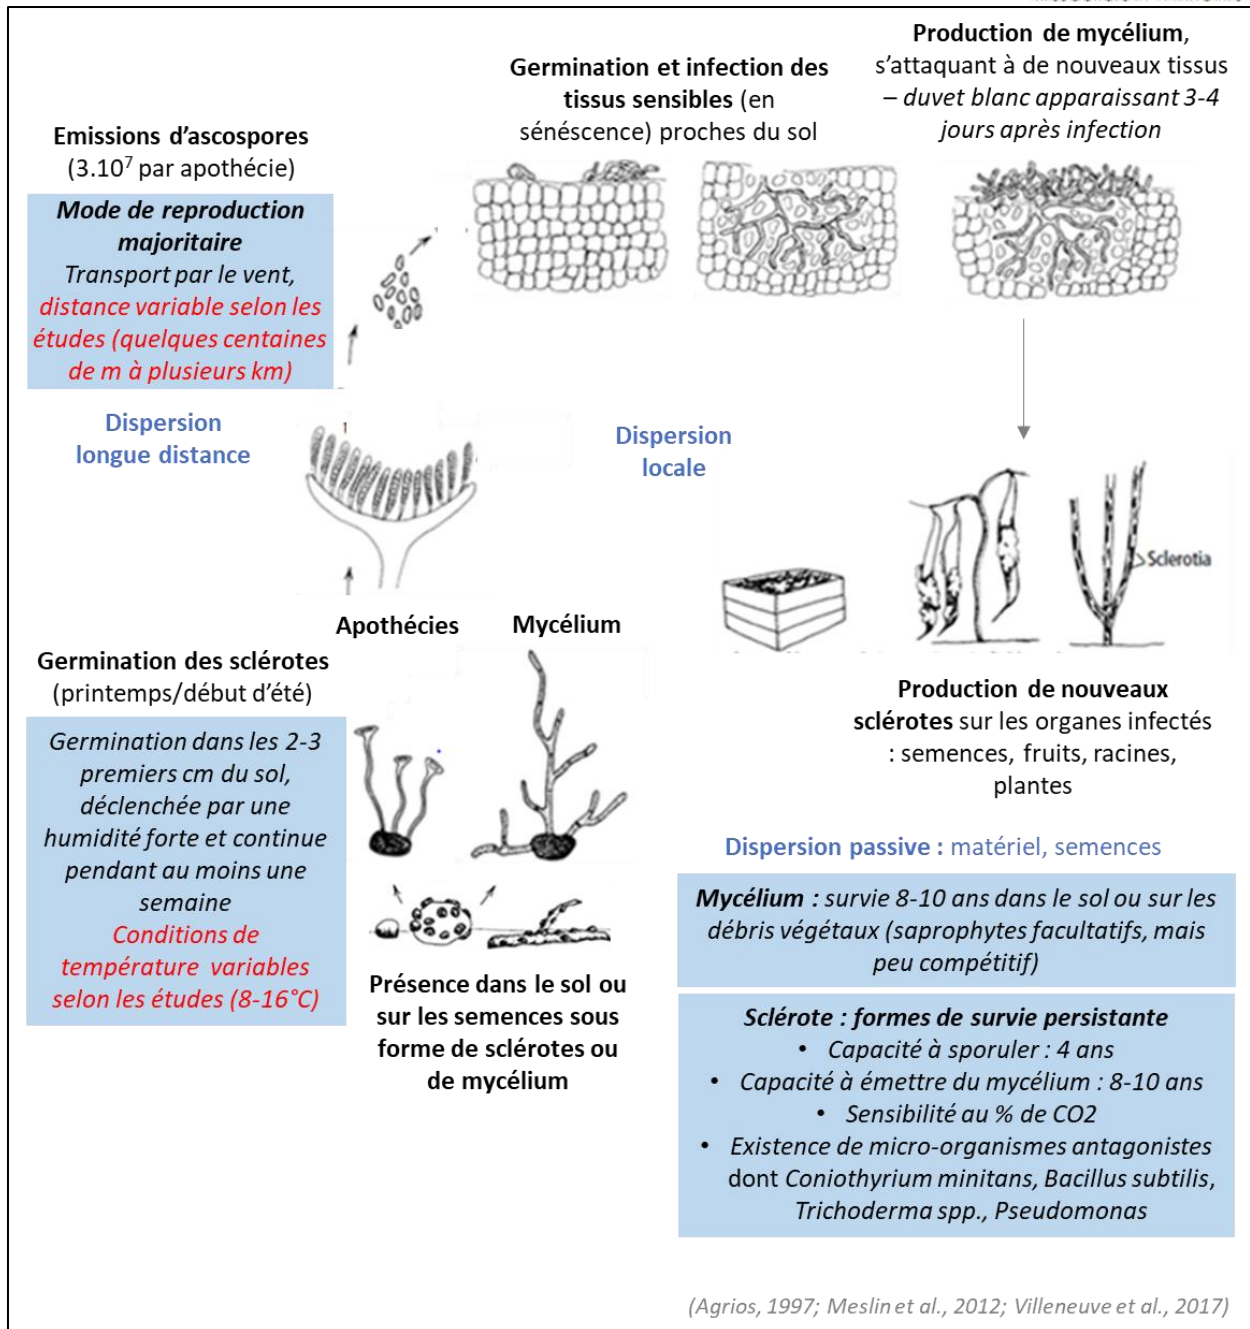 Production de mycélium,
s'attaquant à de nouveaux tissus
– duvet blanc apparaissant 3-4
jours après infection
Germination et infection des
tissus sensibles (en
sénéscence) proches du sol
Emissions d'ascospores
(3.10⁷ par apothécie)
Mode de reproduction
majoritaire
Transport par le vent,
distance variable selon les
études (quelques centaines
de m à plusieurs km)
Dispersion
longue distance
Dispersion
locale
Sclerotia
Apothécies
Mycélium
Germination des sclérotes
(printemps/début d'été)
Germination dans les 2-3
premiers cm du sol,
déclenchée par une
humidité forte et continue
pendant au moins une
semaine
Conditions de
température variables
selon les études (8-16°C)
Présence dans le sol ou
sur les semences sous
forme de sclérotes ou
de mycélium
Production de nouveaux
sclérotes sur les organes infectés
: semences, fruits, racines,
plantes
Dispersion passive : matériel, semences
Mycélium : survie 8-10 ans dans le sol ou sur les
débris végétaux (saprophytes facultatifs, mais
peu compétitif)
Sclérote : formes de survie persistante
• Capacité à sporuler : 4 ans
• Capacité à émettre du mycélium : 8-10 ans
• Sensibilité au % de CO2
• Existence de micro-organismes antagonistes
dont Coniothyrium minitans, Bacillus subtilis,
Trichoderma spp., Pseudomonas
(Agrios, 1997; Meslin et al., 2012; Villeneuve et al., 2017)